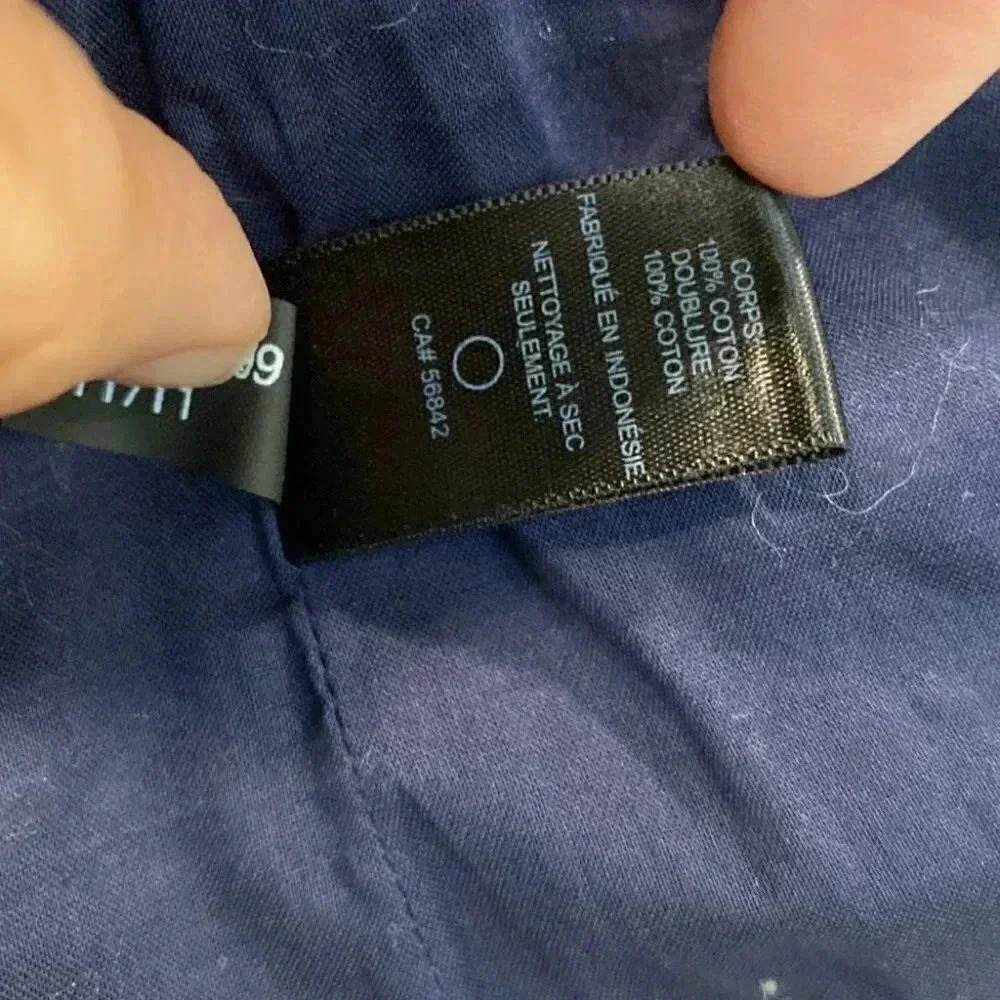 CORPS:
100% COTON
DOUBLURE
100% COTON
FABRIQUÉ EN INDONÉSIE
NETTOYAGE À SEC
SEULEMENT.
CA# 56842